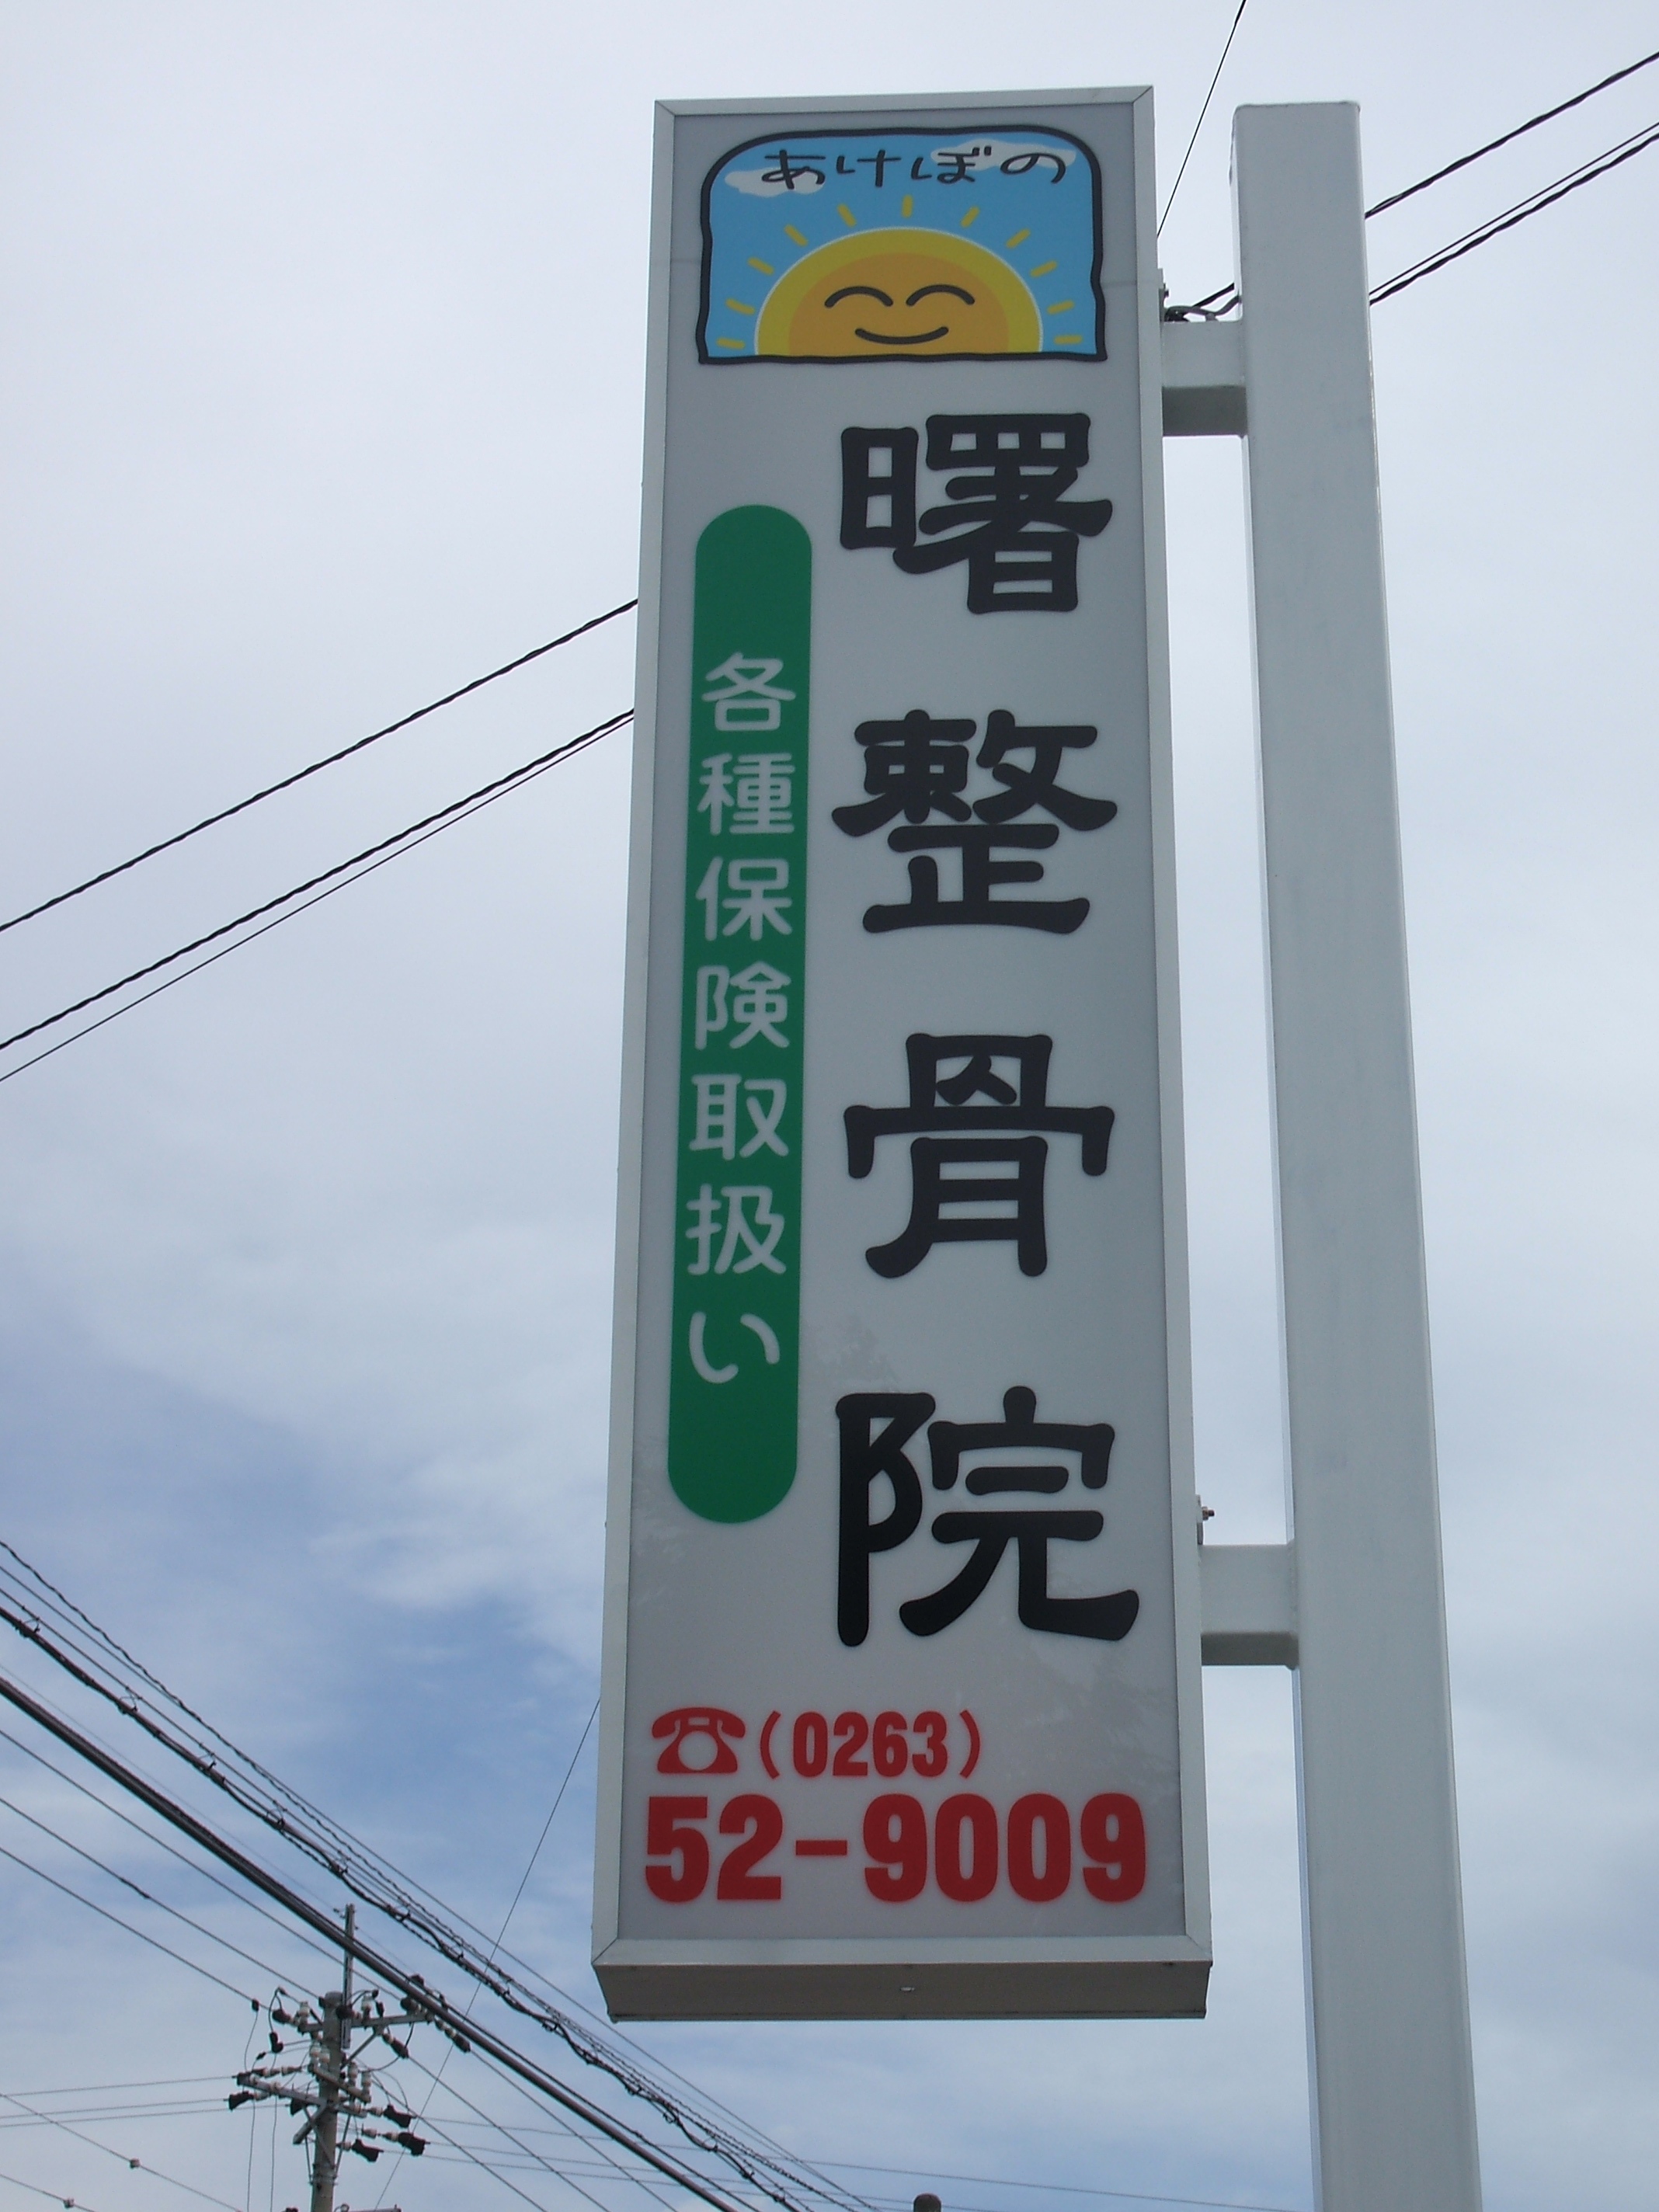 あけぼの
曙整骨院
各種保険取扱い
☎(0263)
52-9009